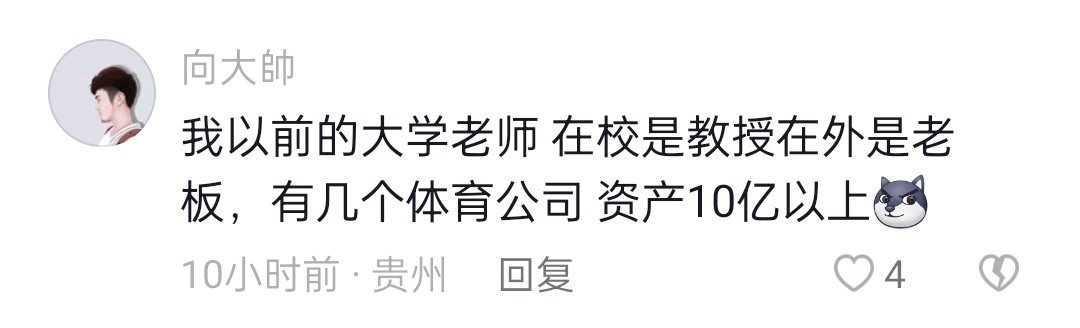 向大帥
我以前的大学老师 在校是教授在外是老
板，有几个体育公司 资产10亿以上
10小时前 · 贵州 回复 4